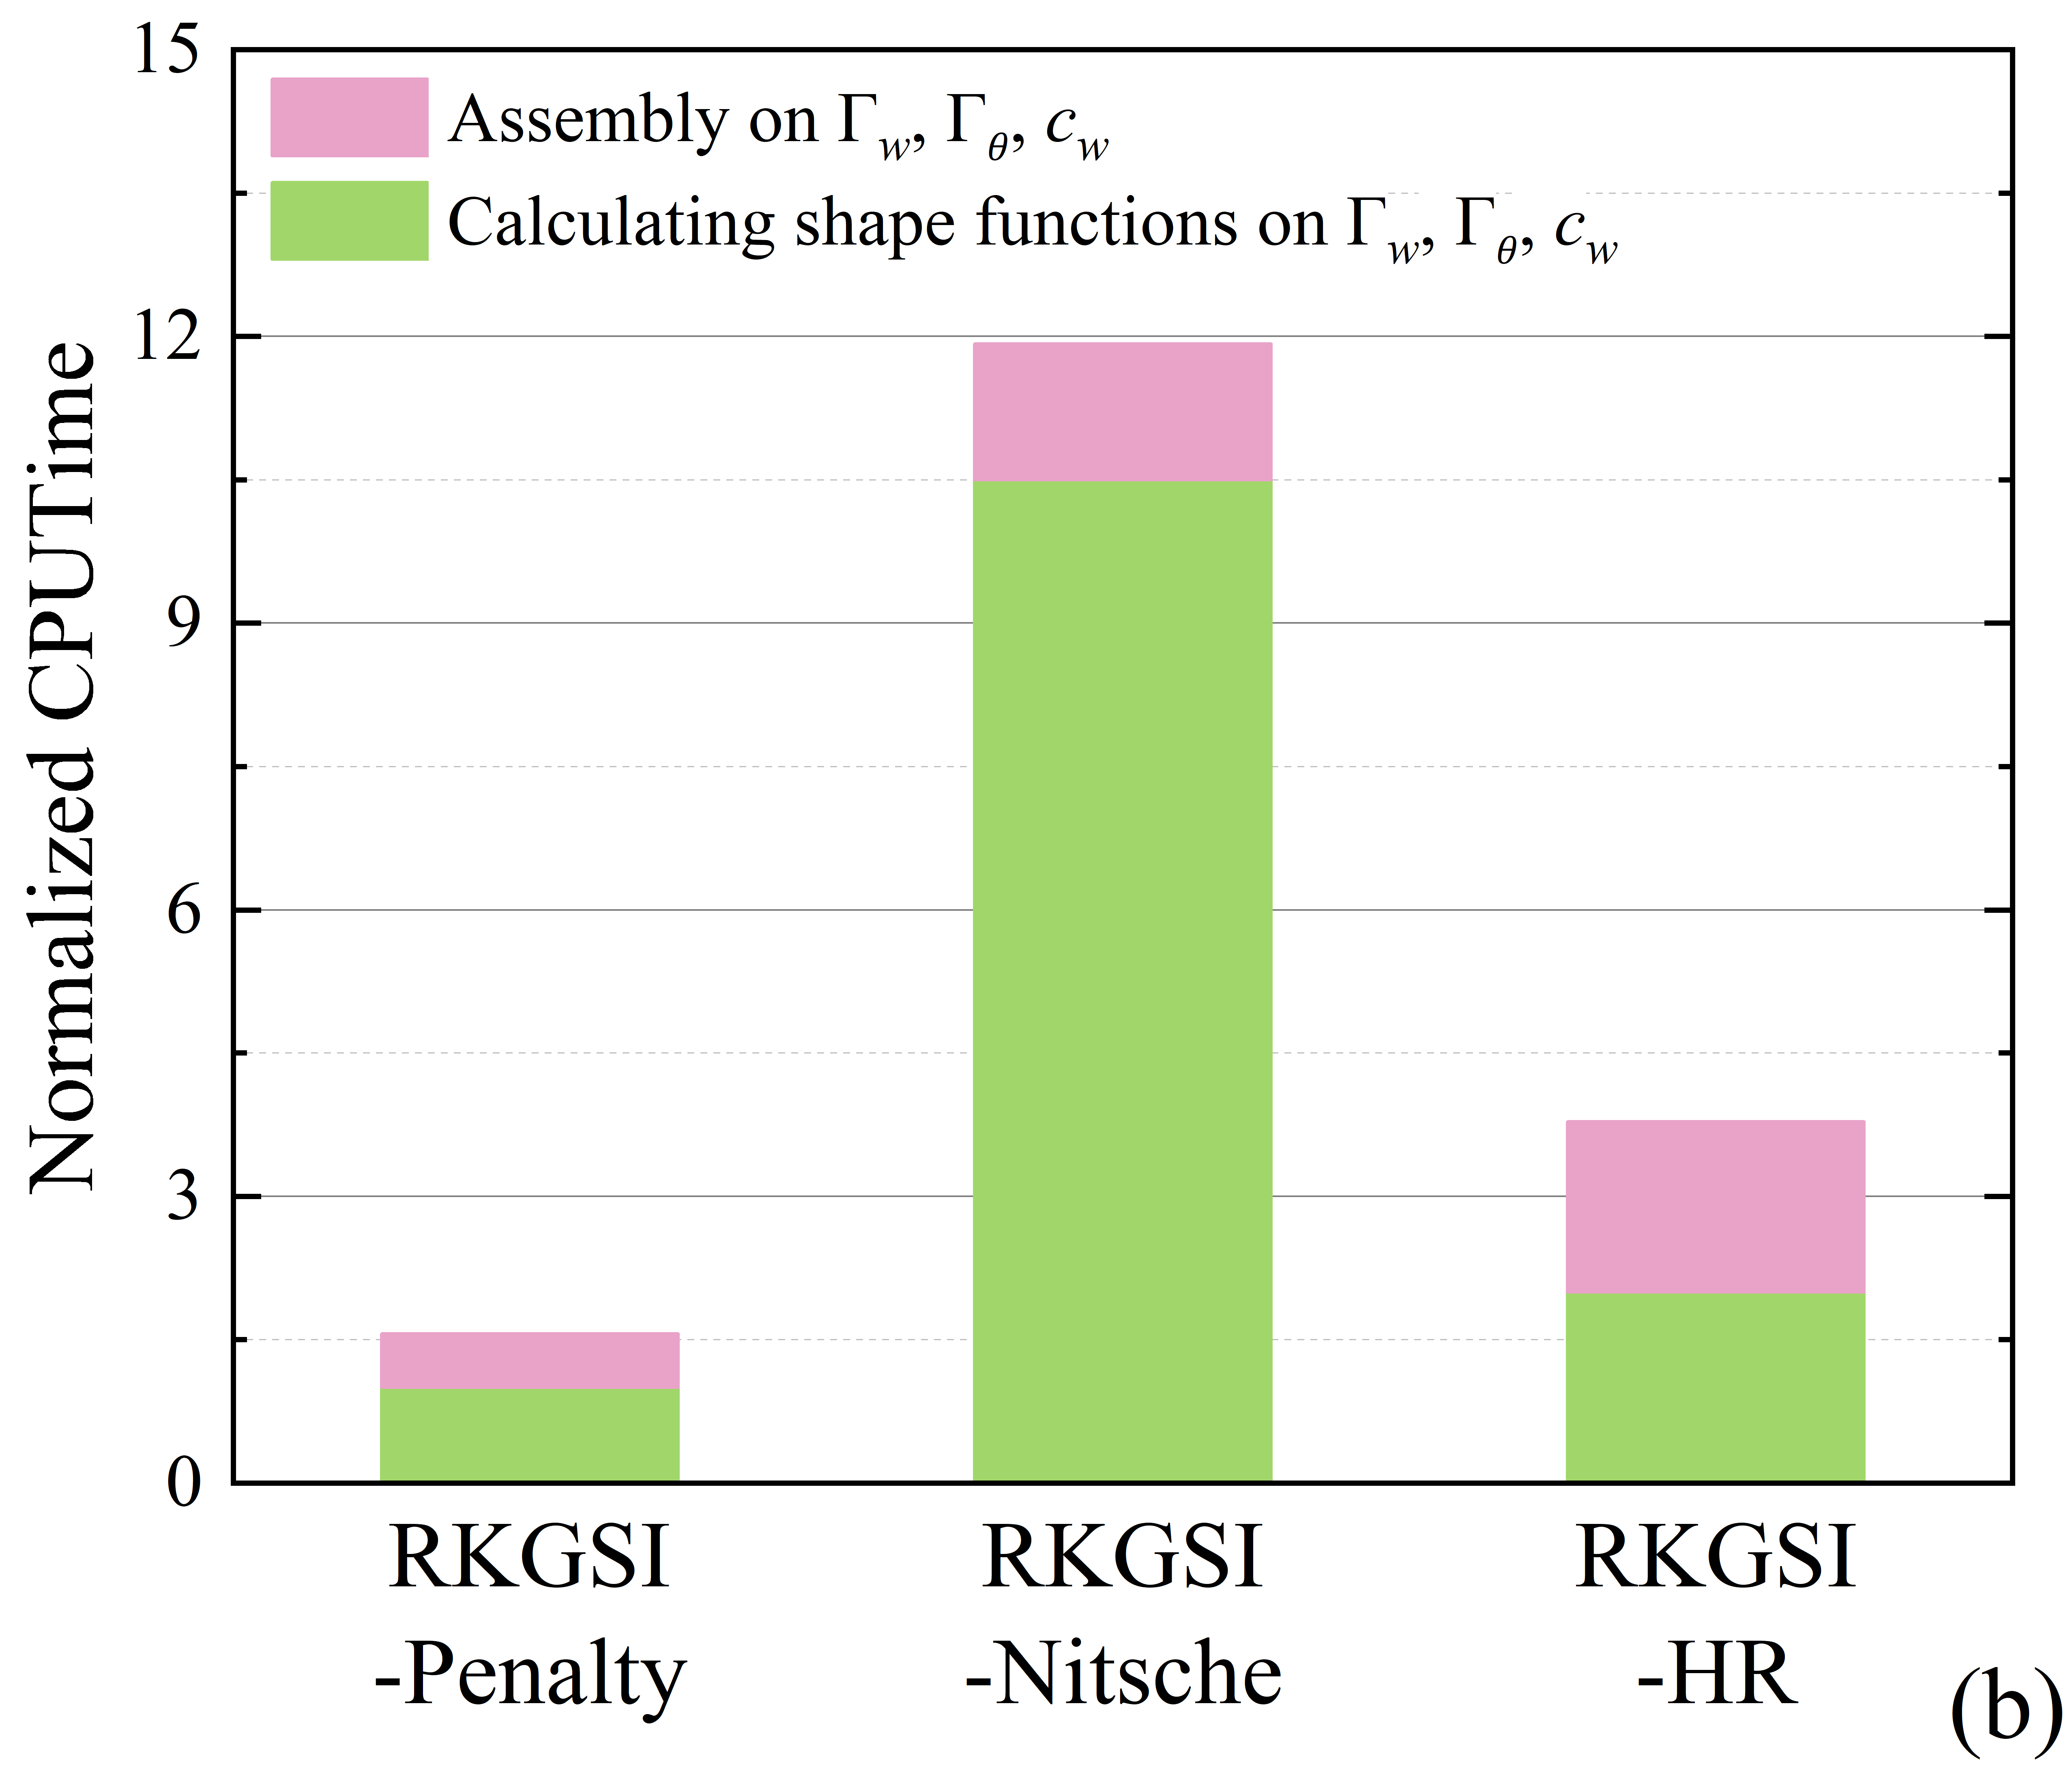 15
Assembly on Γw, Γθ, cw
Calculating shape functions on Γw, Γθ, cw
12
9
6
3
0
Normalized CPUTime
RKGSI
-Penalty
RKGSI
-Nitsche
RKGSI
-HR
(b)